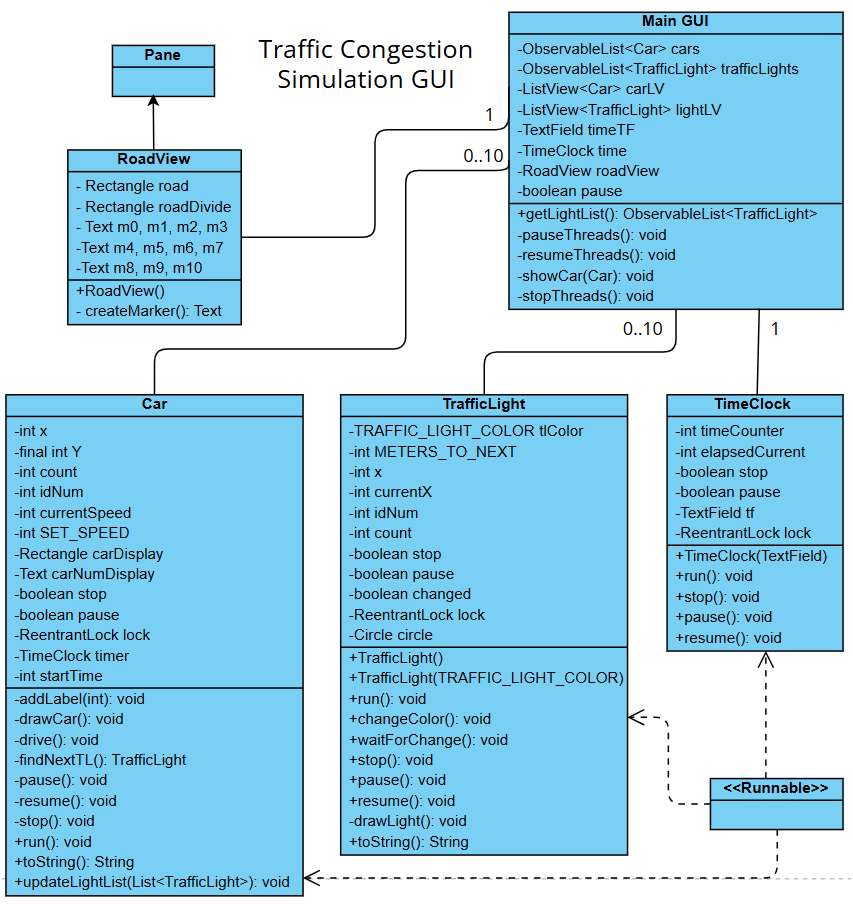 Traffic Congestion
Simulation GUI
Pane
RoadView
- Rectangle road
- Rectangle roadDivide
- Text m0, m1, m2, m3
-Text m4, m5, m6, m7
-Text m8, m9, m10
+RoadView()
- createMarker(): Text
Main GUI
-ObservableList<Car> cars
-ObservableList<TrafficLight> trafficLights
-ListView<Car> carLV
-ListView<TrafficLight> lightLV
-TextField timeTF
-TimeClock time
-RoadView roadView
-boolean pause
+getLightList(): ObservableList<TrafficLight>
-pauseThreads(): void
-resumeThreads(): void
-showCar(Car): void
-stopThreads(): void
1
0..10
0..10
1
Car
-int x
-final int Y
-int count
-int idNum
-int currentSpeed
-int SET_SPEED
-Rectangle carDisplay
-Text carNumDisplay
-boolean stop
-boolean pause
-ReentrantLock lock
-TimeClock timer
-int startTime
-addLabel(int): void
-drawCar(): void
-drive(): void
-findNextTL(): TrafficLight
-pause(): void
-resume(): void
-stop(): void
+run(): void
+toString(): String
+updateLightList(List<TrafficLight>): void
TrafficLight
-TRAFFIC_LIGHT_COLOR tlColor
-int METERS_TO_NEXT
-int x
-int currentX
-int idNum
-int count
-boolean stop
-boolean pause
-boolean changed
-ReentrantLock lock
-Circle circle
+TrafficLight()
+TrafficLight(TRAFFIC_LIGHT_COLOR)
+run(): void
+changeColor(): void
+waitForChange(): void
+stop(): void
+pause(): void
+resume(): void
-drawLight(): void
+toString(): String
TimeClock
-int timeCounter
-int elapsedCurrent
-boolean stop
-boolean pause
-TextField tf
-ReentrantLock lock
+TimeClock(TextField)
+run(): void
+stop(): void
+pause(): void
+resume(): void
<<Runnable>>